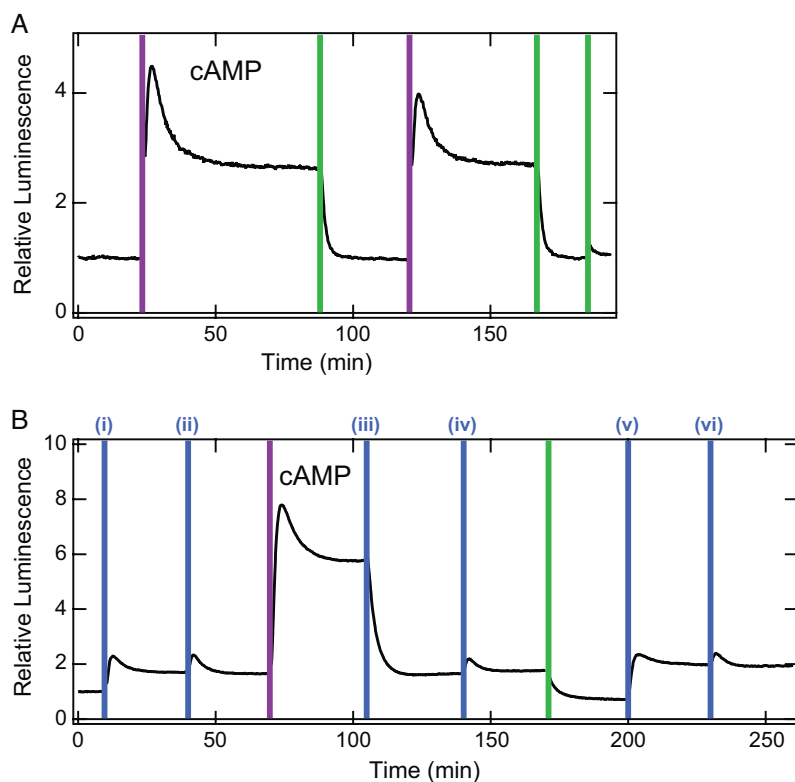 A
Relative Luminescence
4
2
0
cAMP
0 50 100 150
Time (min)
B
(i) (ii) (iii) (iv) (v) (vi)
Relative Luminescence
10
8
6
4
2
0
cAMP
0 50 100 150 200 250
Time (min)